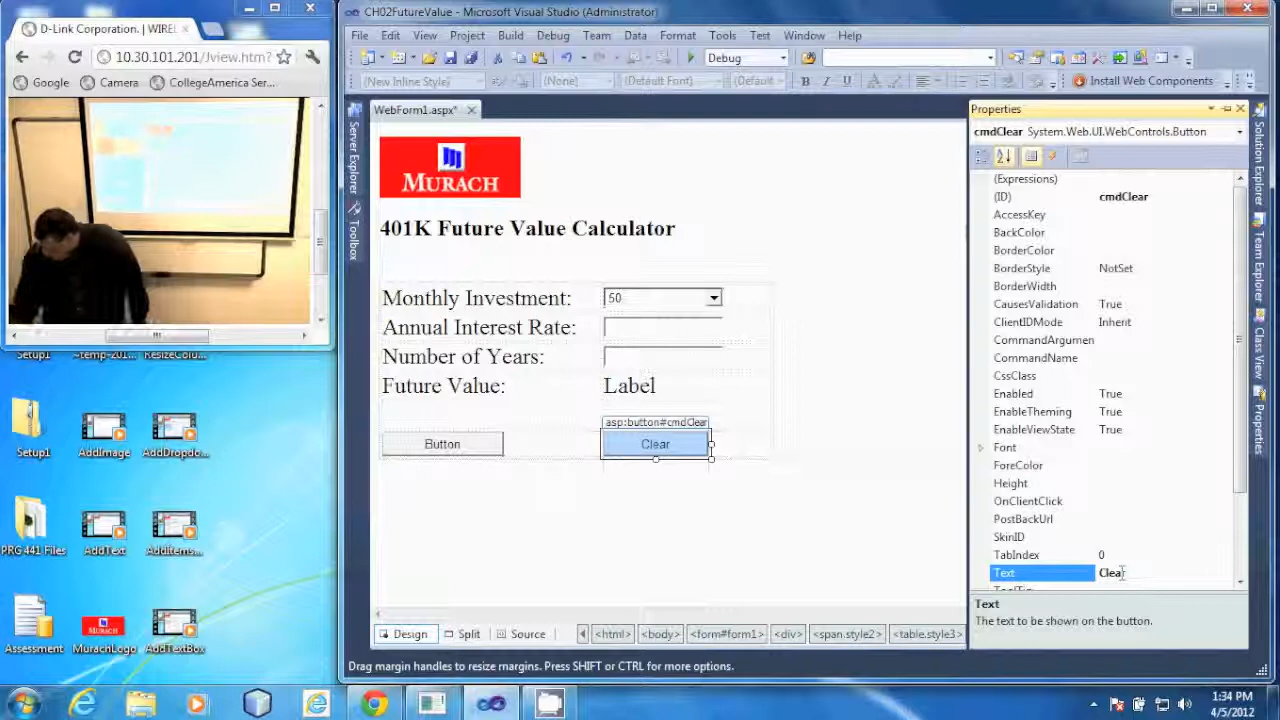 D-Link Corporation. | WIREL
10.30.101.201/Jview.htm?
Google
Camera
CollegeAmerica Ser...
Setup1
~temp-201...
ResizeColu...
Setup1
AddImage
AddDropdo...
PRG441 Files
AddText
AddItems...
Assessment
MurachLogo
AddTextBox
CH02FutureValue - Microsoft Visual Studio (Administrator)
File Edit View Project Build Debug Team Data Format Tools Test Window Help
Debug
(New Inline Style)
(None)
(Default Font)
(Default
B I U A
Install Web Components
Server Explorer
Toolbox
WebForm1.aspx*
MURACH
401K Future Value Calculator
Monthly Investment: 50
Annual Interest Rate:
Number of Years:
Future Value: Label
asp:button#cmdClear
Button
Clear
Design
Split
Source
<html> <body> <form#form1> <div> <span.style2> <table.style3>
Drag margin handles to resize margins. Press SHIFT or CTRL for more options.
Properties
cmdClear System.Web.UI.WebControls.Button
(Expressions)
(ID) cmdClear
AccessKey
BackColor
BorderColor
BorderStyle NotSet
BorderWidth
CausesValidation True
ClientIDMode Inherit
CommandArgumen
CommandName
CssClass
Enabled True
EnableTheming True
EnableViewState True
Font
ForeColor
Height
OnClientClick
PostBackUrl
SkinID
TabIndex 0
Text Clear
ToolTip
Text
The text to be shown on the button.
Solution Explorer
Team Explorer
Class View
Properties
1:34 PM
4/5/2012